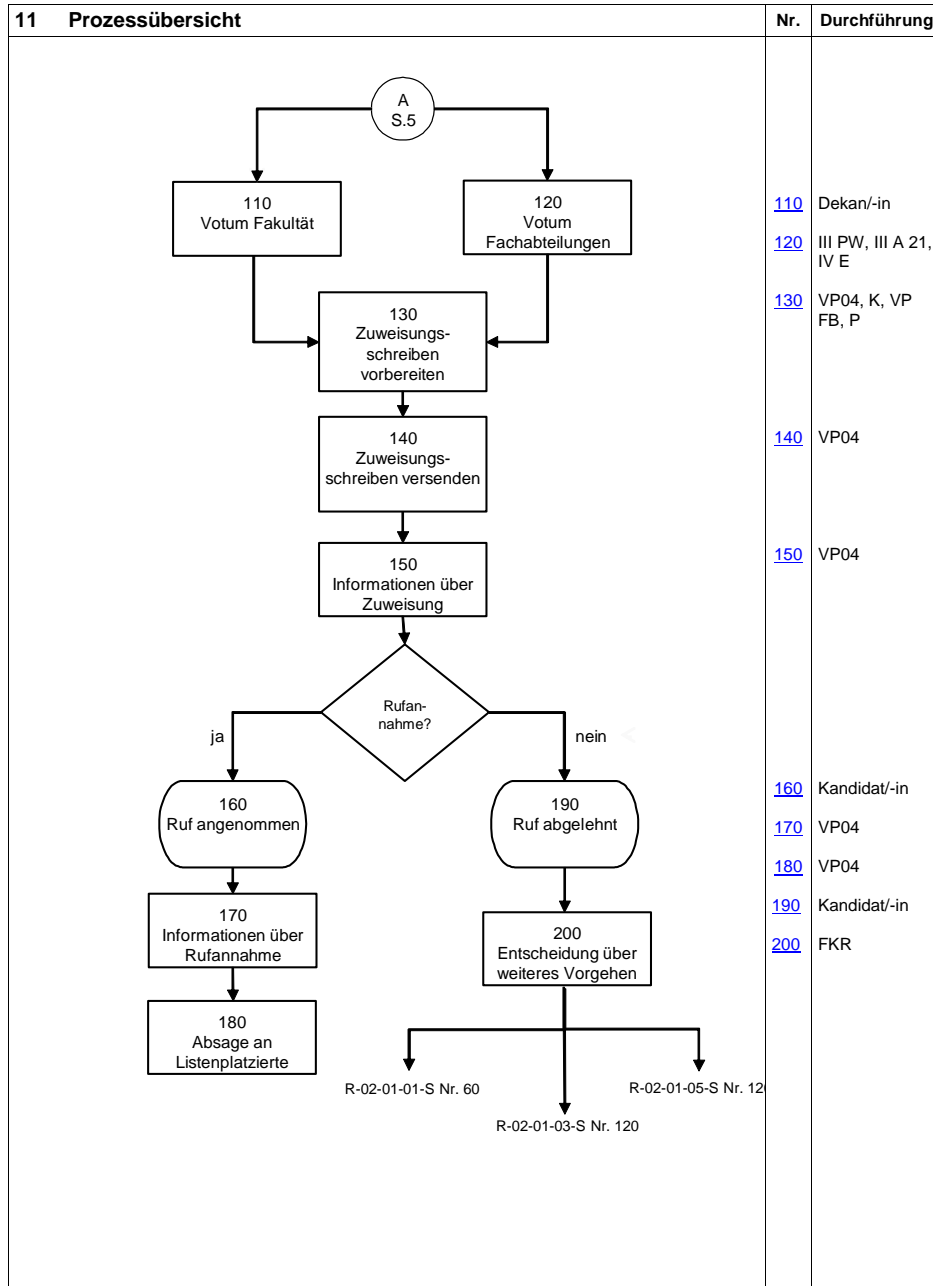 11 Prozessübersicht
Nr.
Durchführung
A
S.5
110
Votum Fakultät
120
Votum
Fachabteilungen
130
Zuweisungs-
schreiben
vorbereiten
140
Zuweisungs-
schreiben versenden
150
Informationen über
Zuweisung
Rufan-
nahme?
ja
nein
160
Ruf angenommen
190
Ruf abgelehnt
170
Informationen über
Rufannahme
200
Entscheidung über
weiteres Vorgehen
180
Absage an
Listenplatzierte
R-02-01-01-S Nr. 60
R-02-01-05-S Nr.
R-02-01-03-S Nr. 120
110 Dekan/-in
120 III PW, III A 21,
IV E
130 VP04, K, VP
FB, P
140 VP04
150 VP04
160 Kandidat/-in
170 VP04
180 VP04
190 Kandidat/-in
200 FKR